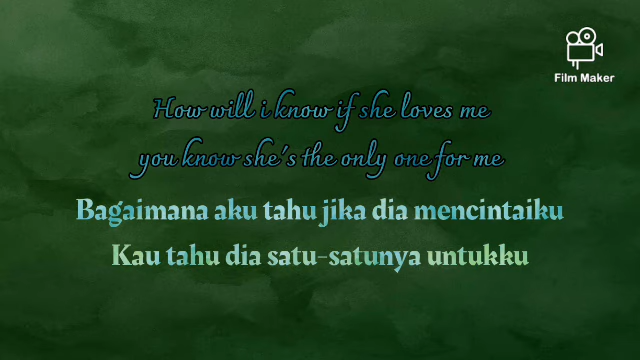 Film Maker
How will i know if she loves me
you know she's the only one for me
Bagaimana aku tahu jika dia mencintaiku
Kau tahu dia satu-satunya untukku